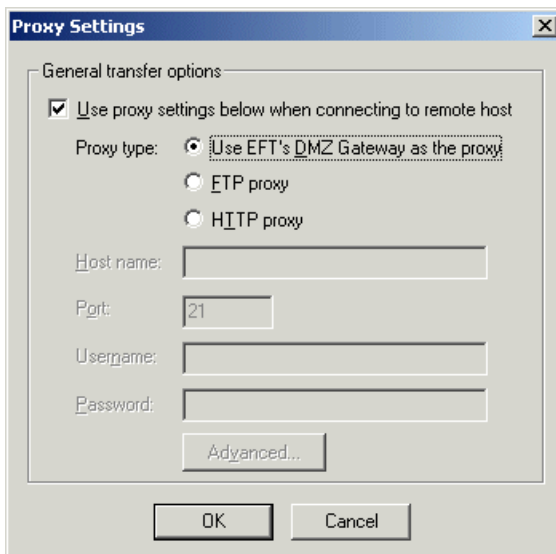 Proxy Settings
General transfer options
Use proxy settings below when connecting to remote host
Proxy type: Use EFT's DMZ Gateway as the proxy
FTP proxy
HTTP proxy
Host name:
Port: 21
Username:
Password:
Advanced...
OK Cancel